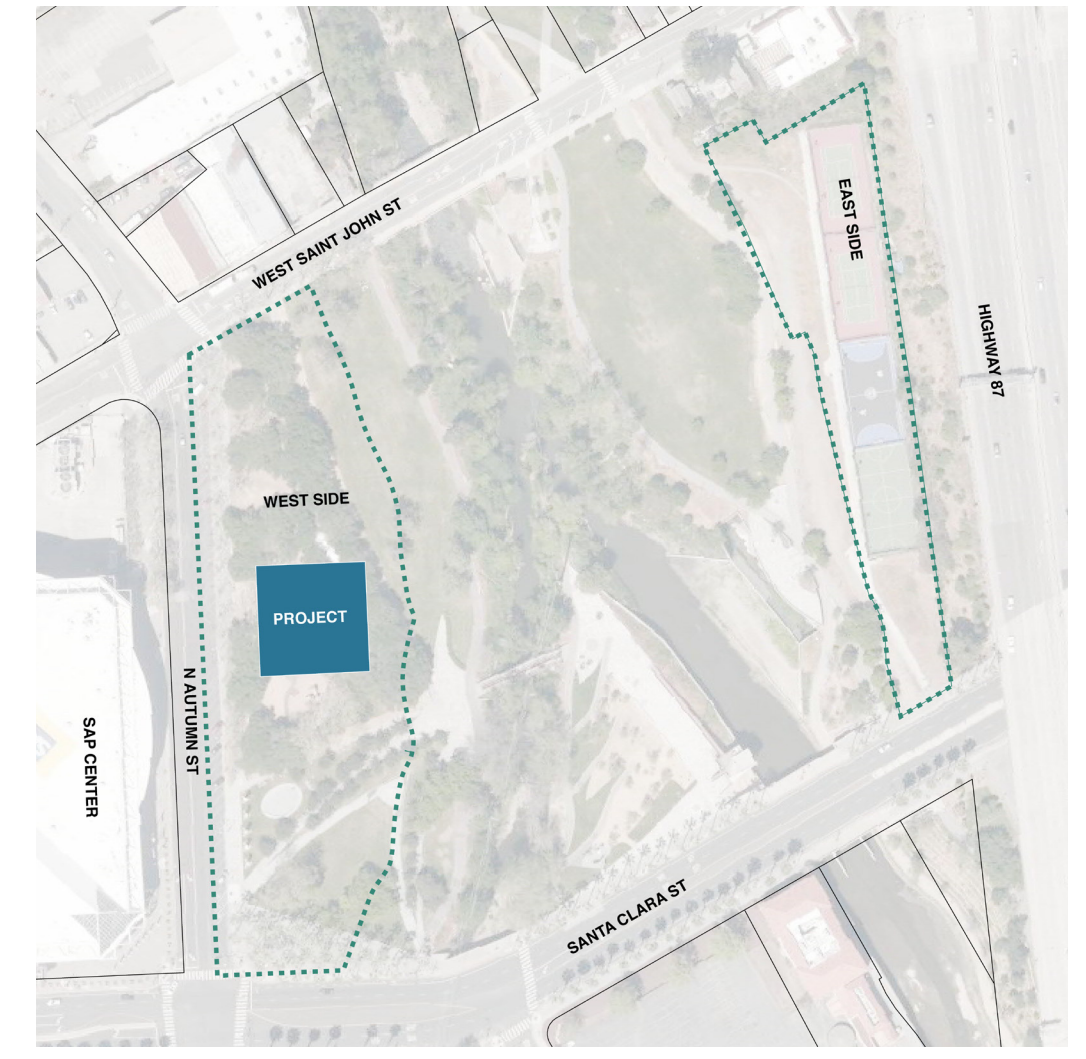 WEST SAINT JOHN ST
EAST SIDE
HIGHWAY 87
WEST SIDE
PROJECT
N AUTUMN ST
SAP CENTER
SANTA CLARA ST